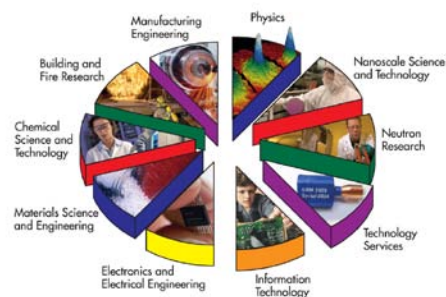 Manufacturing
Engineering
Physics
Building and
Fire Research
Nanoscale Science
and Technology
Chemical Science
and Technology
Neutron
Research
Materials Science
and Engineering
Technology
Services
Electronics and
Electrical Engineering
Information
Technology